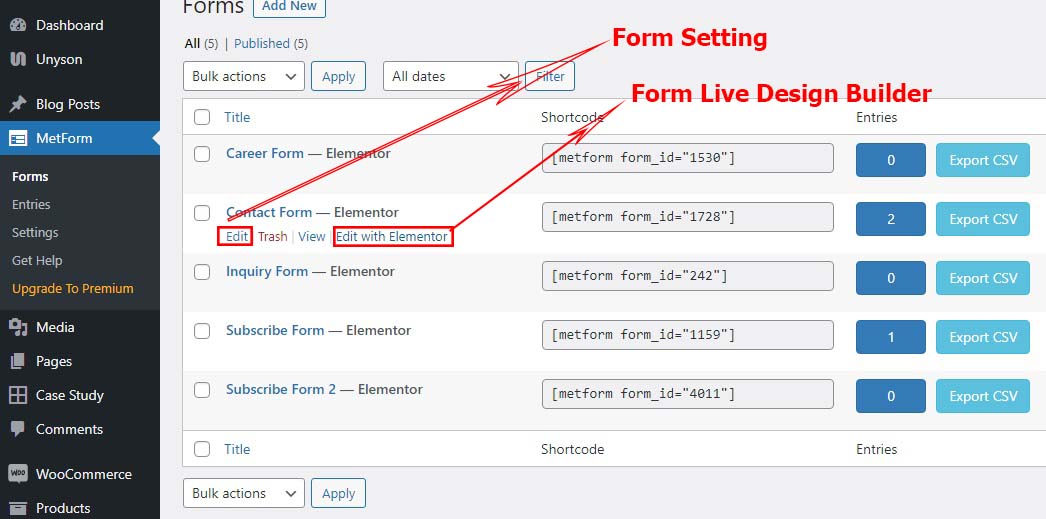 Dashboard
Unyson
Blog Posts
MetForm
Forms
Entries
Settings
Get Help
Upgrade To Premium
Media
Pages
Case Study
Comments
WooCommerce
Products
Forms Add New
All (5) | Published (5)
Bulk actions Apply All dates Filter
Form Setting
Form Live Design Builder
Title Shortcode Entries
Career Form — Elementor [metform form_id="1530"] 0 Export CSV
Contact Form — Elementor [metform form_id="1728"] 2 Export CSV
Edit Trash | View Edit with Elementor
Inquiry Form — Elementor [metform form_id="242"] 0 Export CSV
Subscribe Form — Elementor [metform form_id="1159"] 1 Export CSV
Subscribe Form 2 — Elementor [metform form_id="4011"] 0 Export CSV
Title Shortcode Entries
Bulk actions Apply